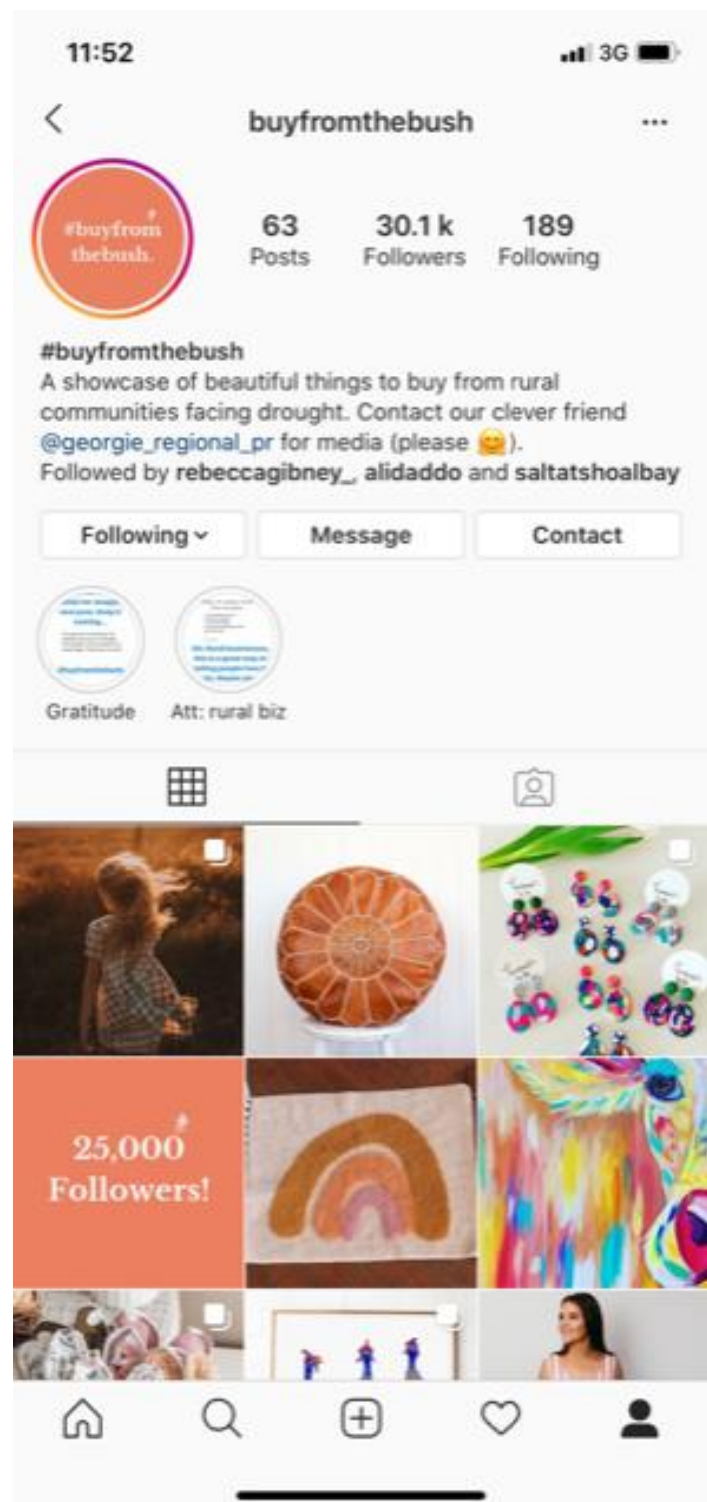 11:52 3G
buyfromthebush
#buyfrom
thebush.
63 30.1 k 189
Posts Followers Following
#buyfromthebush
A showcase of beautiful things to buy from rural
communities facing drought. Contact our clever friend
@georgie_regional_pr for media (please 🤗).
Followed by rebeccagibney_, alidaddo and saltatshoalbay
Following Message Contact
Gratitude Att: rural biz
25,000
Followers!